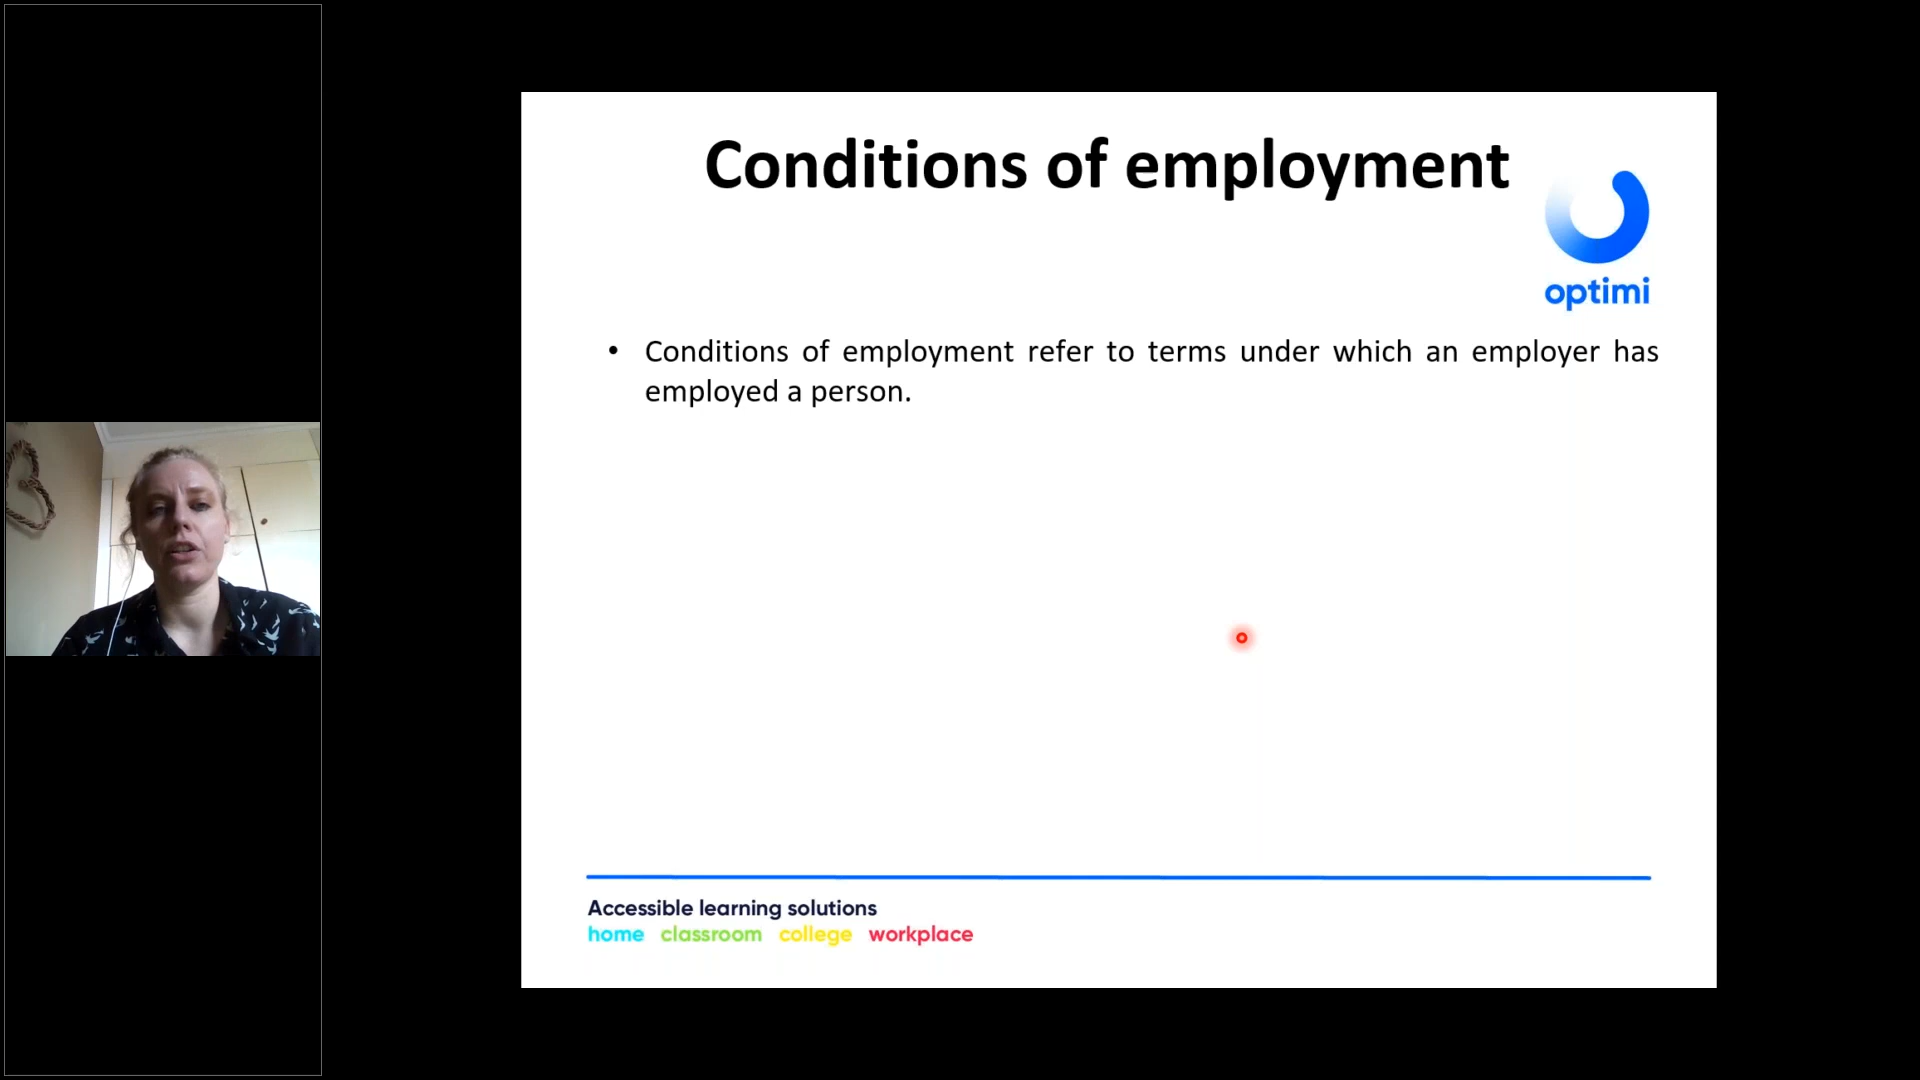 Conditions of employment
optimi
• Conditions of employment refer to terms under which an employer has
employed a person.
Accessible learning solutions
home classroom college workplace